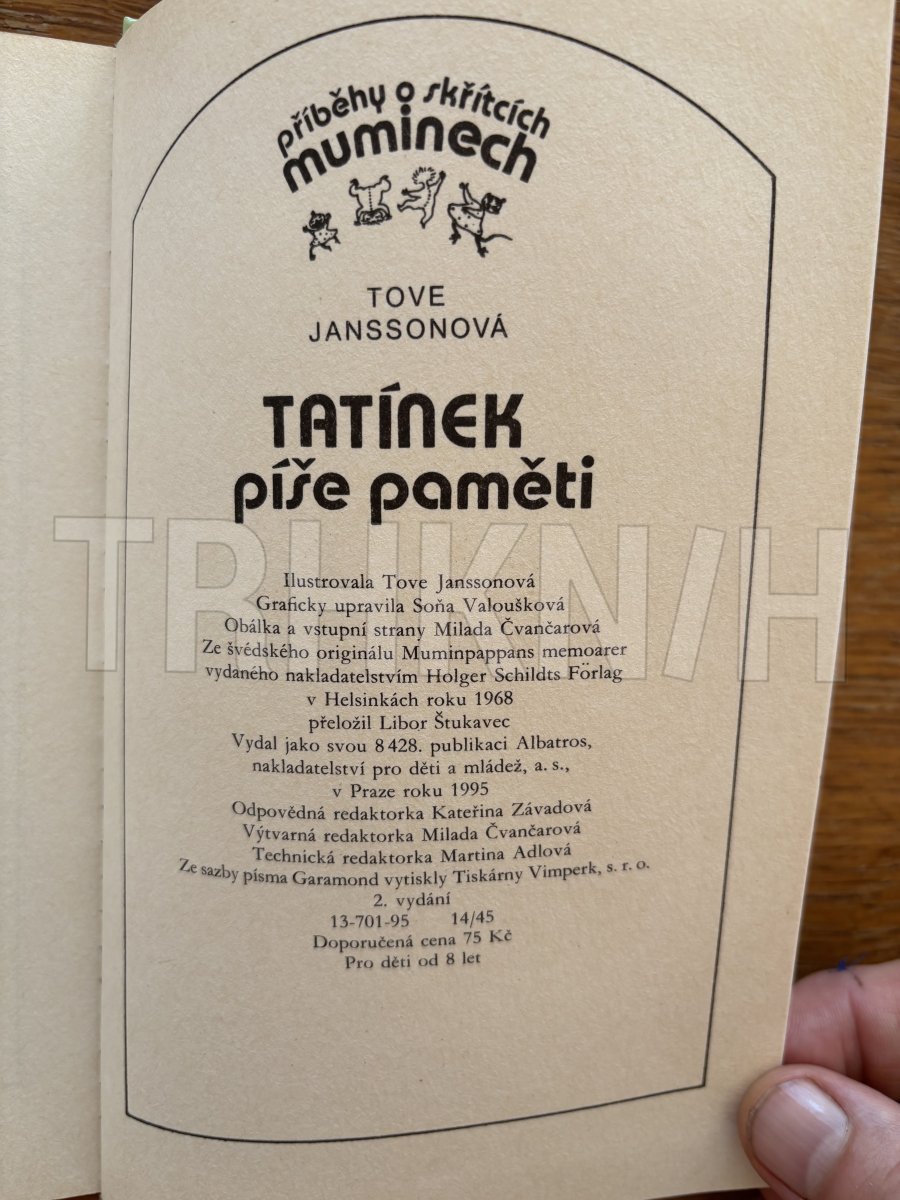 příběhy o skřítcích
muminech
TOVE
JANSSONOVÁ
TATÍNEK
píše paměti
TRHKN/H
Ilustrovala Tove Janssonová
Graficky upravila Soňa Valoušková
Obálka a vstupní strany Milada Čvančarová
Ze švédského originálu Muminpappans memoarer
vydaného nakladatelstvím Holger Schildts Förlag
v Helsinkách roku 1968
přeložil Libor Štukavec
Vydal jako svou 8 428. publikaci Albatros,
nakladatelství pro děti a mládež, a. s.,
v Praze roku 1995
Odpovědná redaktorka Kateřina Závadová
Výtvarná redaktorka Milada Čvančarová
Technická redaktorka Martina Adlová
Ze sazby písma Garamond vytiskly Tiskárny Vimperk, s. r. o.
2. vydání
13-701-95 14/45
Doporučená cena 75 Kč
Pro děti od 8 let